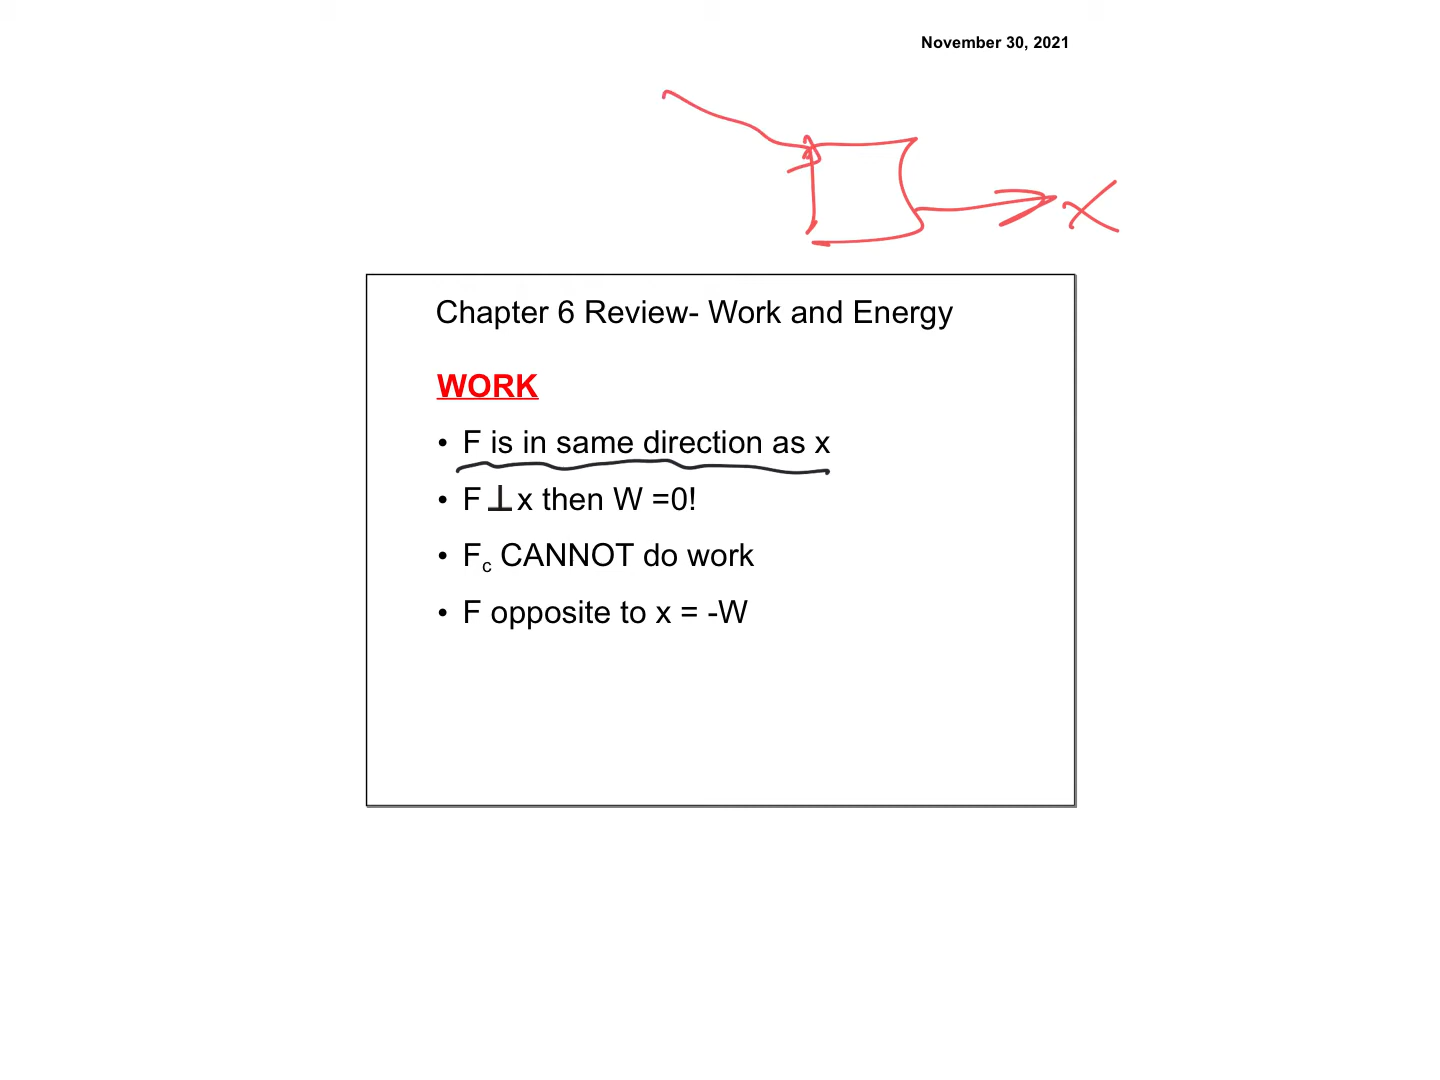 November 30, 2021
x
Chapter 6 Review- Work and Energy
WORK
• F is in same direction as x
• F⊥x then W =0!
• Fc CANNOT do work
• F opposite to x = -W